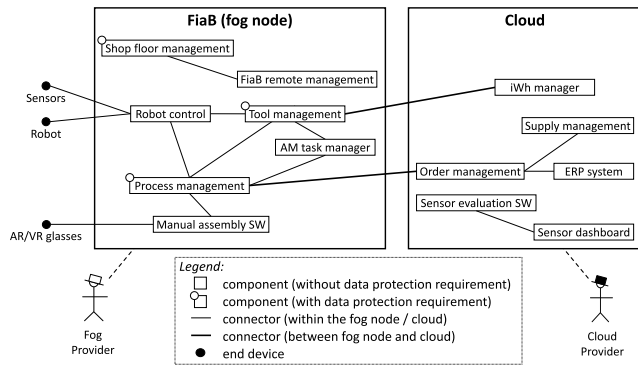 FiaB (fog node)
Cloud
Shop floor management
FiaB remote management
iWh manager
Sensors
Robot control
Tool management
Robot
Supply management
AM task manager
Order management
ERP system
Process management
Sensor evaluation SW
Manual assembly SW
Sensor dashboard
AR/VR glasses
Legend:
component (without data protection requirement)
component (with data protection requirement)
connector (within the fog node / cloud)
connector (between fog node and cloud)
end device
Fog
Provider
Cloud
Provider